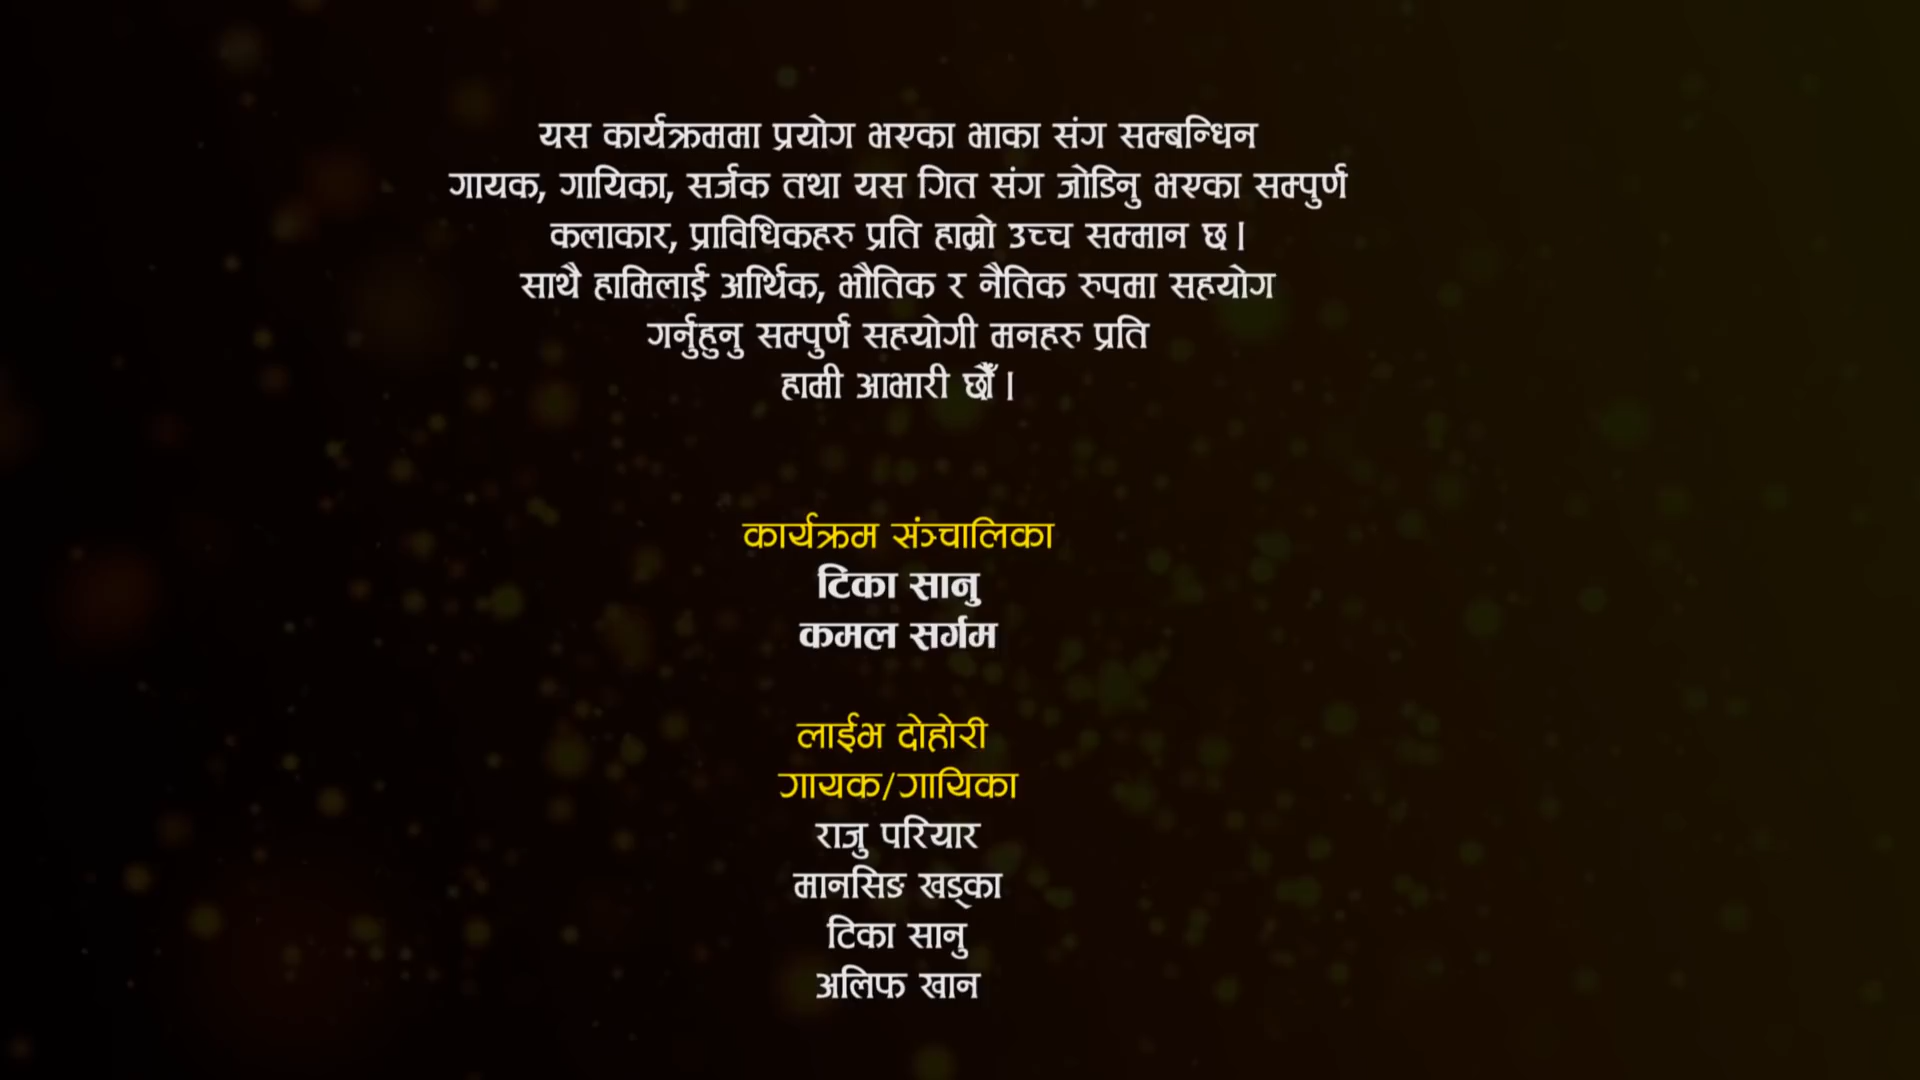 यस कार्यक्रममा प्रयोग भएका भाका संग सम्बन्धिन
गायक, गायिका, सर्जक तथा यस गित संग जोडिनु भएका सम्पुर्ण
कलाकार, प्राविधिकहरु प्रति हाम्रो उच्च सम्मान छ।
साथै हामिलाई अर्थिक, भौतिक र नैतिक रुपमा सहयोग
गर्नुहुनु सम्पुर्ण सहयोगी मनहरु प्रति
हामी आभारी छौँ।
कार्यक्रम संञ्चालिका
टिका सानु
कमल सर्गम
लाईभ दोहोरी
गायक/गायिका
राजु परियार
मानसिङ खड्का
टिका सानु
अलिफ खान